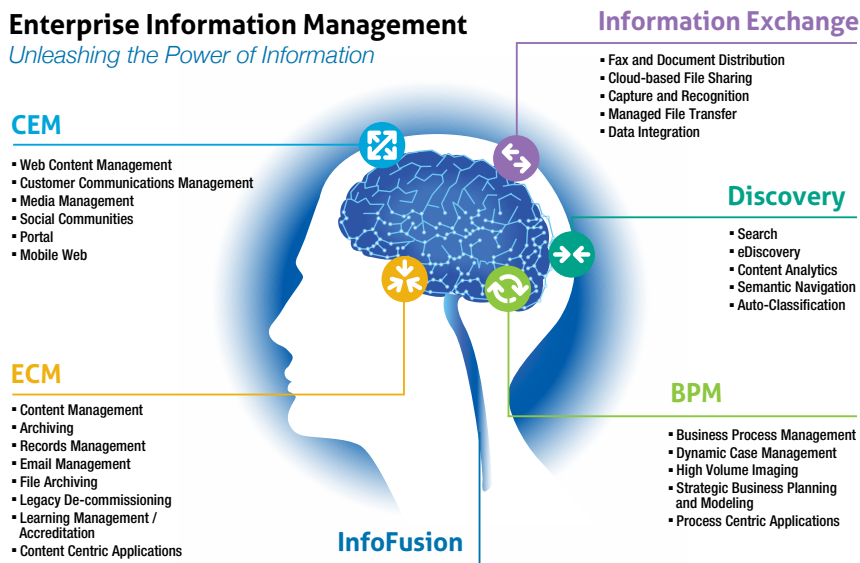 Enterprise Information Management
Unleashing the Power of Information
CEM
▪ Web Content Management
▪ Customer Communications Management
▪ Media Management
▪ Social Communities
▪ Portal
▪ Mobile Web
ECM
▪ Content Management
▪ Archiving
▪ Records Management
▪ Email Management
▪ File Archiving
▪ Legacy De-commissioning
▪ Learning Management /
Accreditation
▪ Content Centric Applications
InfoFusion
Information Exchange
▪ Fax and Document Distribution
▪ Cloud-based File Sharing
▪ Capture and Recognition
▪ Managed File Transfer
▪ Data Integration
Discovery
▪ Search
▪ eDiscovery
▪ Content Analytics
▪ Semantic Navigation
▪ Auto-Classification
BPM
▪ Business Process Management
▪ Dynamic Case Management
▪ High Volume Imaging
▪ Strategic Business Planning
and Modeling
▪ Process Centric Applications